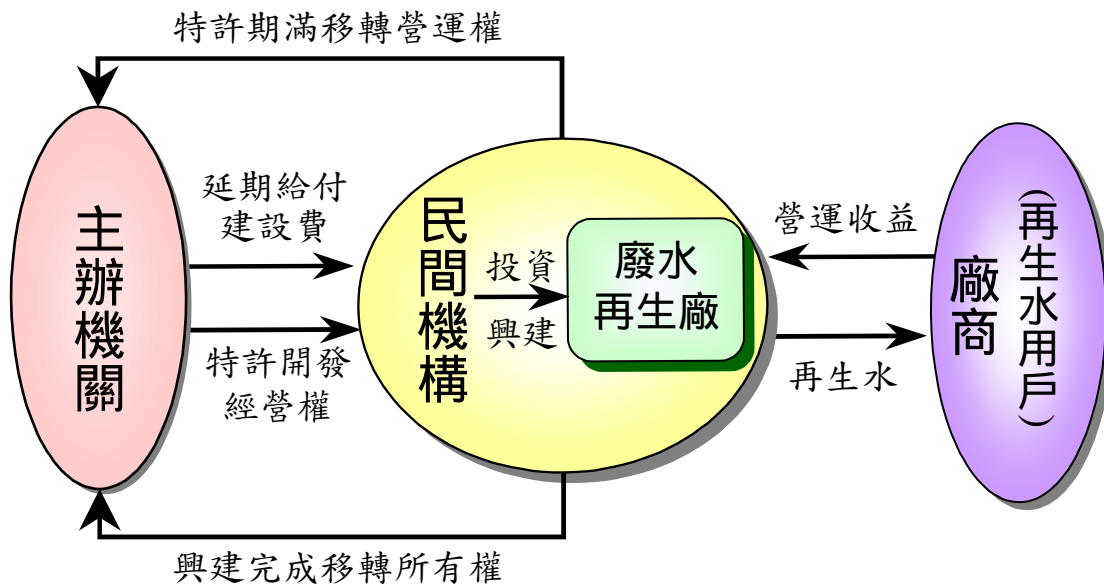 特許期滿移轉營運權
主辦機關
延期給付
建設費
特許開發
經營權
民間機構
投資
興建
廢水
再生廠
營運收益
再生水
廠商
(再生水用戶)
興建完成移轉所有權